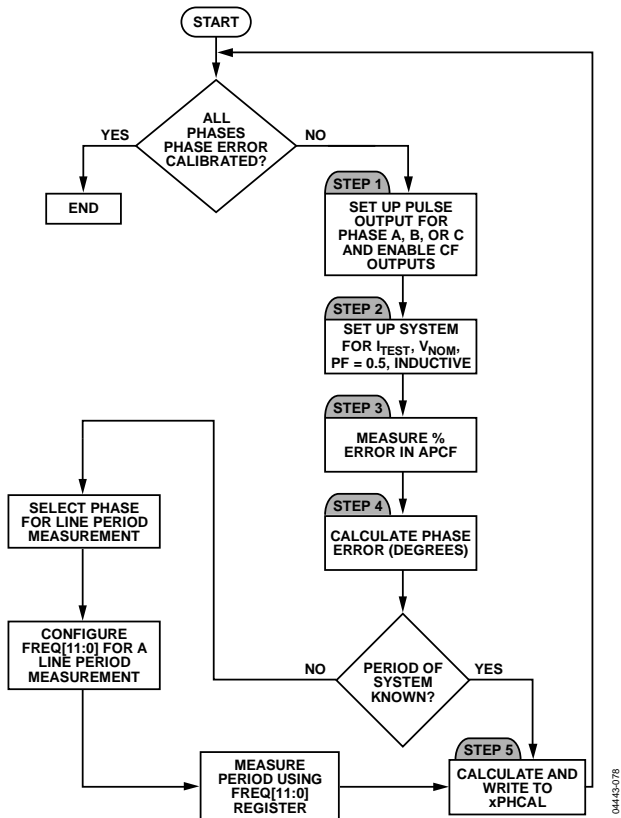 START
ALL
PHASES
PHASE ERROR
CALIBRATED?
YES
NO
END
STEP 1
SET UP PULSE
OUTPUT FOR
PHASE A, B, OR C
AND ENABLE CF
OUTPUTS
STEP 2
SET UP SYSTEM
FOR ITEST, VNOM,
PF = 0.5, INDUCTIVE
STEP 3
MEASURE %
ERROR IN APCF
STEP 4
CALCULATE PHASE
ERROR (DEGREES)
PERIOD OF
SYSTEM
KNOWN?
NO
YES
SELECT PHASE
FOR LINE PERIOD
MEASUREMENT
CONFIGURE
FREQ[11:0] FOR A
LINE PERIOD
MEASUREMENT
MEASURE
PERIOD USING
FREQ[11:0]
REGISTER
STEP 5
CALCULATE AND
WRITE TO
xPHCAL
04443-078